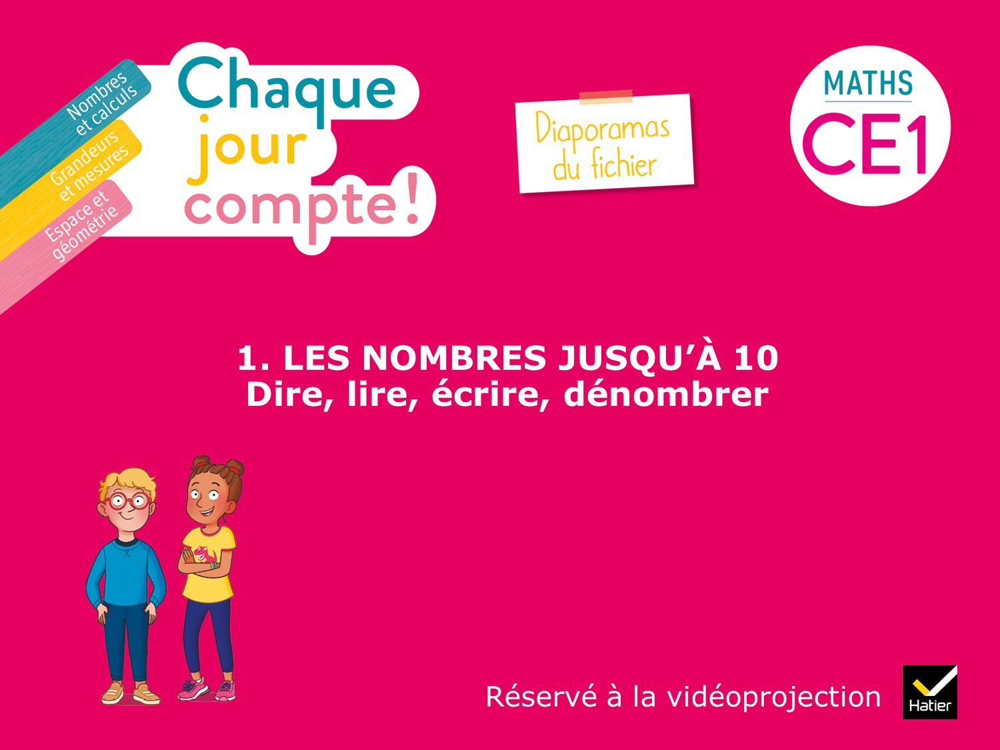 Nombres
et calculs
Grandeurs
et mesures
Espace et
géométrie
Chaque
jour
compte !
Diaporamas
du fichier
MATHS
CE1
1. LES NOMBRES JUSQU’À 10
Dire, lire, écrire, dénombrer
Réservé à la vidéoprojection
Hatier